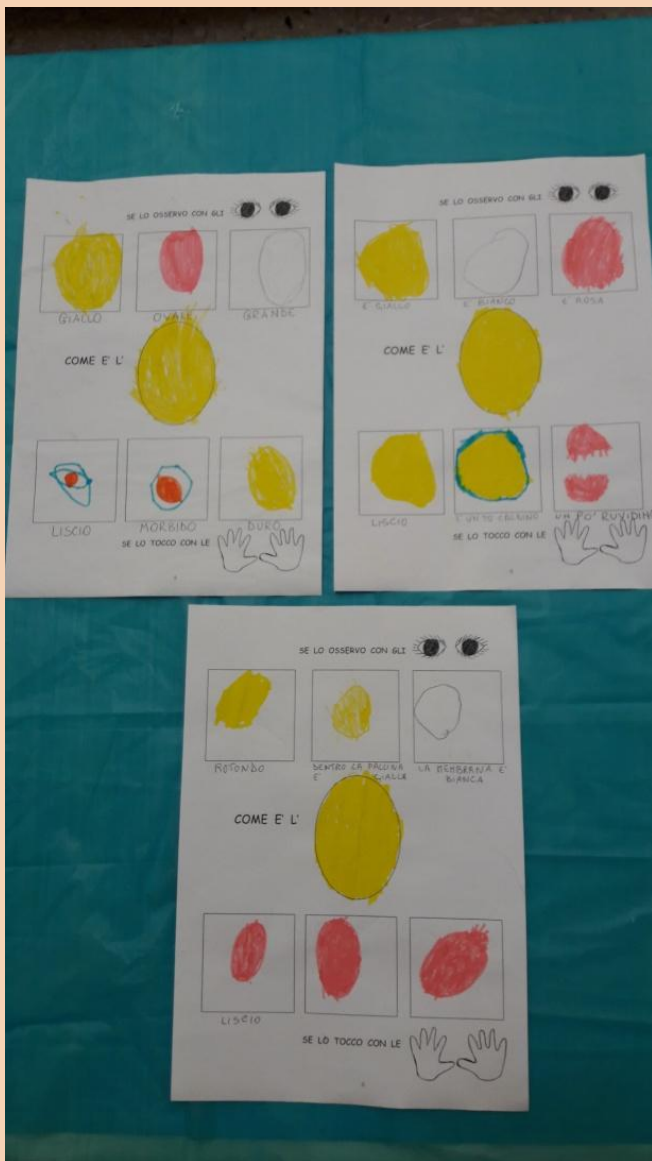 SE LO OSSERVO CON GLI
GIALLO OVALE GRANDE
COME E' L'
LISCIO MORBIDO DURO
SE LO TOCCO CON LE
SE LO OSSERVO CON GLI
E' GIALLO E' BIANCO E' ROSA
COME E' L'
LISCIO UN PO' RUVIDINO
SE LO TOCCO CON LE
SE LO OSSERVO CON GLI
ROTONDO DENTRO LA PALLINA LA MEMBRANA E'
E' GIALLA BIANCA
COME E' L'
LISCIO
SE LO TOCCO CON LE